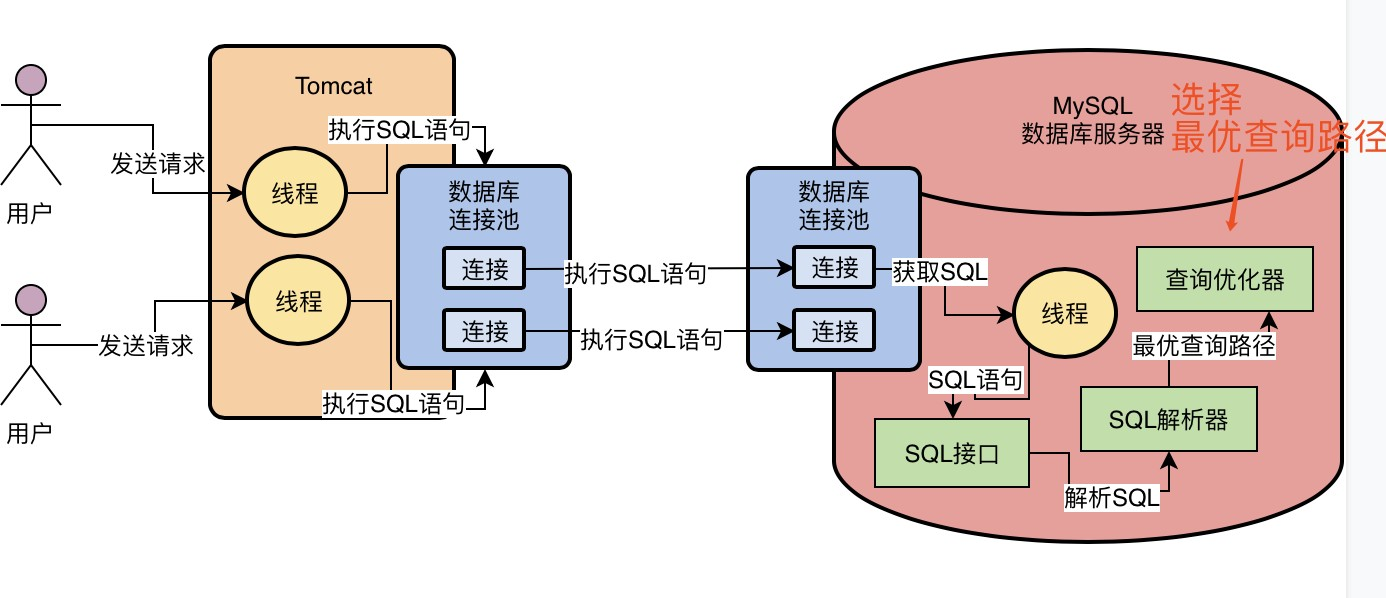 Tomcat
执行SQL语句
发送请求
线程
用户
数据库
连接池
连接
执行SQL语句
连接
执行SQL语句
线程
发送请求
用户
执行SQL语句
MySQL
数据库服务器
选择
最优查询路径
数据库
连接池
连接
连接
获取SQL
线程
SQL语句
SQL接口
解析SQL
SQL解析器
最优查询路径
查询优化器